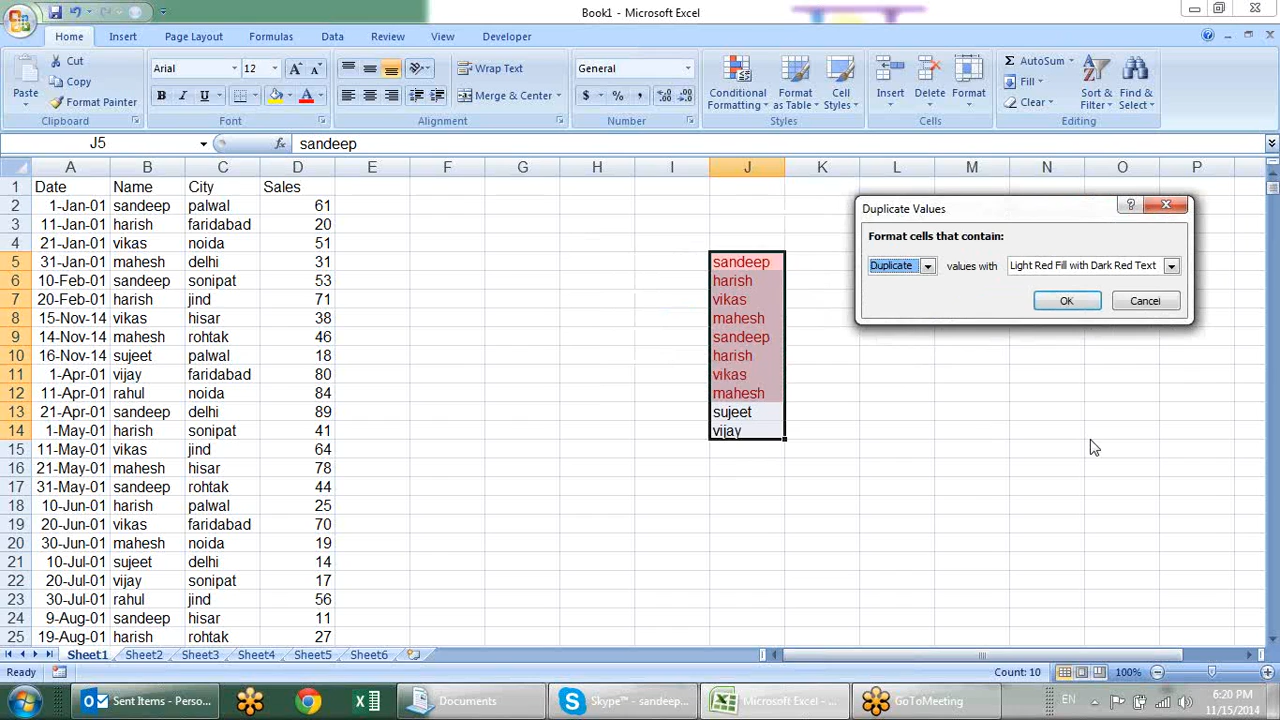 Book1 - Microsoft Excel
Home Insert Page Layout Formulas Data Review View Developer
Cut
Copy
Format Painter
Paste
Clipboard
Arial 12
B I U
Font
Wrap Text
Merge & Center
Alignment
General
$ % ,
Number
Conditional Formatting
Format as Table
Cell Styles
Styles
Insert Delete Format
Cells
AutoSum
Fill
Clear
Sort & Filter
Find & Select
Editing
J5 fx sandeep
A B C D E F G H I J K L M N O P
1 Date Name City Sales
2 1-Jan-01 sandeep palwal 61
3 11-Jan-01 harish faridabad 20
4 21-Jan-01 vikas noida 51
5 31-Jan-01 mahesh delhi 31 sandeep
6 10-Feb-01 sandeep sonipat 53 harish
7 20-Feb-01 harish jind 71 vikas
8 15-Nov-14 vikas hisar 38 mahesh
9 14-Nov-14 mahesh rohtak 46 sandeep
10 16-Nov-14 sujeet palwal 18 harish
11 1-Apr-01 vijay faridabad 80 vikas
12 11-Apr-01 rahul noida 84 mahesh
13 21-Apr-01 sandeep delhi 89 sujeet
14 1-May-01 harish sonipat 41 vijay
15 11-May-01 vikas jind 64
16 21-May-01 mahesh hisar 78
17 31-May-01 sandeep rohtak 44
18 10-Jun-01 harish palwal 25
19 20-Jun-01 vikas faridabad 70
20 30-Jun-01 mahesh noida 19
21 10-Jul-01 sujeet delhi 14
22 20-Jul-01 vijay sonipat 17
23 30-Jul-01 rahul jind 56
24 9-Aug-01 sandeep hisar 11
25 19-Aug-01 harish rohtak 27
Duplicate Values
Format cells that contain:
Duplicate values with Light Red Fill with Dark Red Text
OK Cancel
Sheet1 Sheet2 Sheet3 Sheet4 Sheet5 Sheet6
Ready Count: 10 100%
Sent Items - Perso... Documents Skype™ - sandeep... Microsoft Excel - ... GoToMeeting EN 6:20 PM
11/15/2014